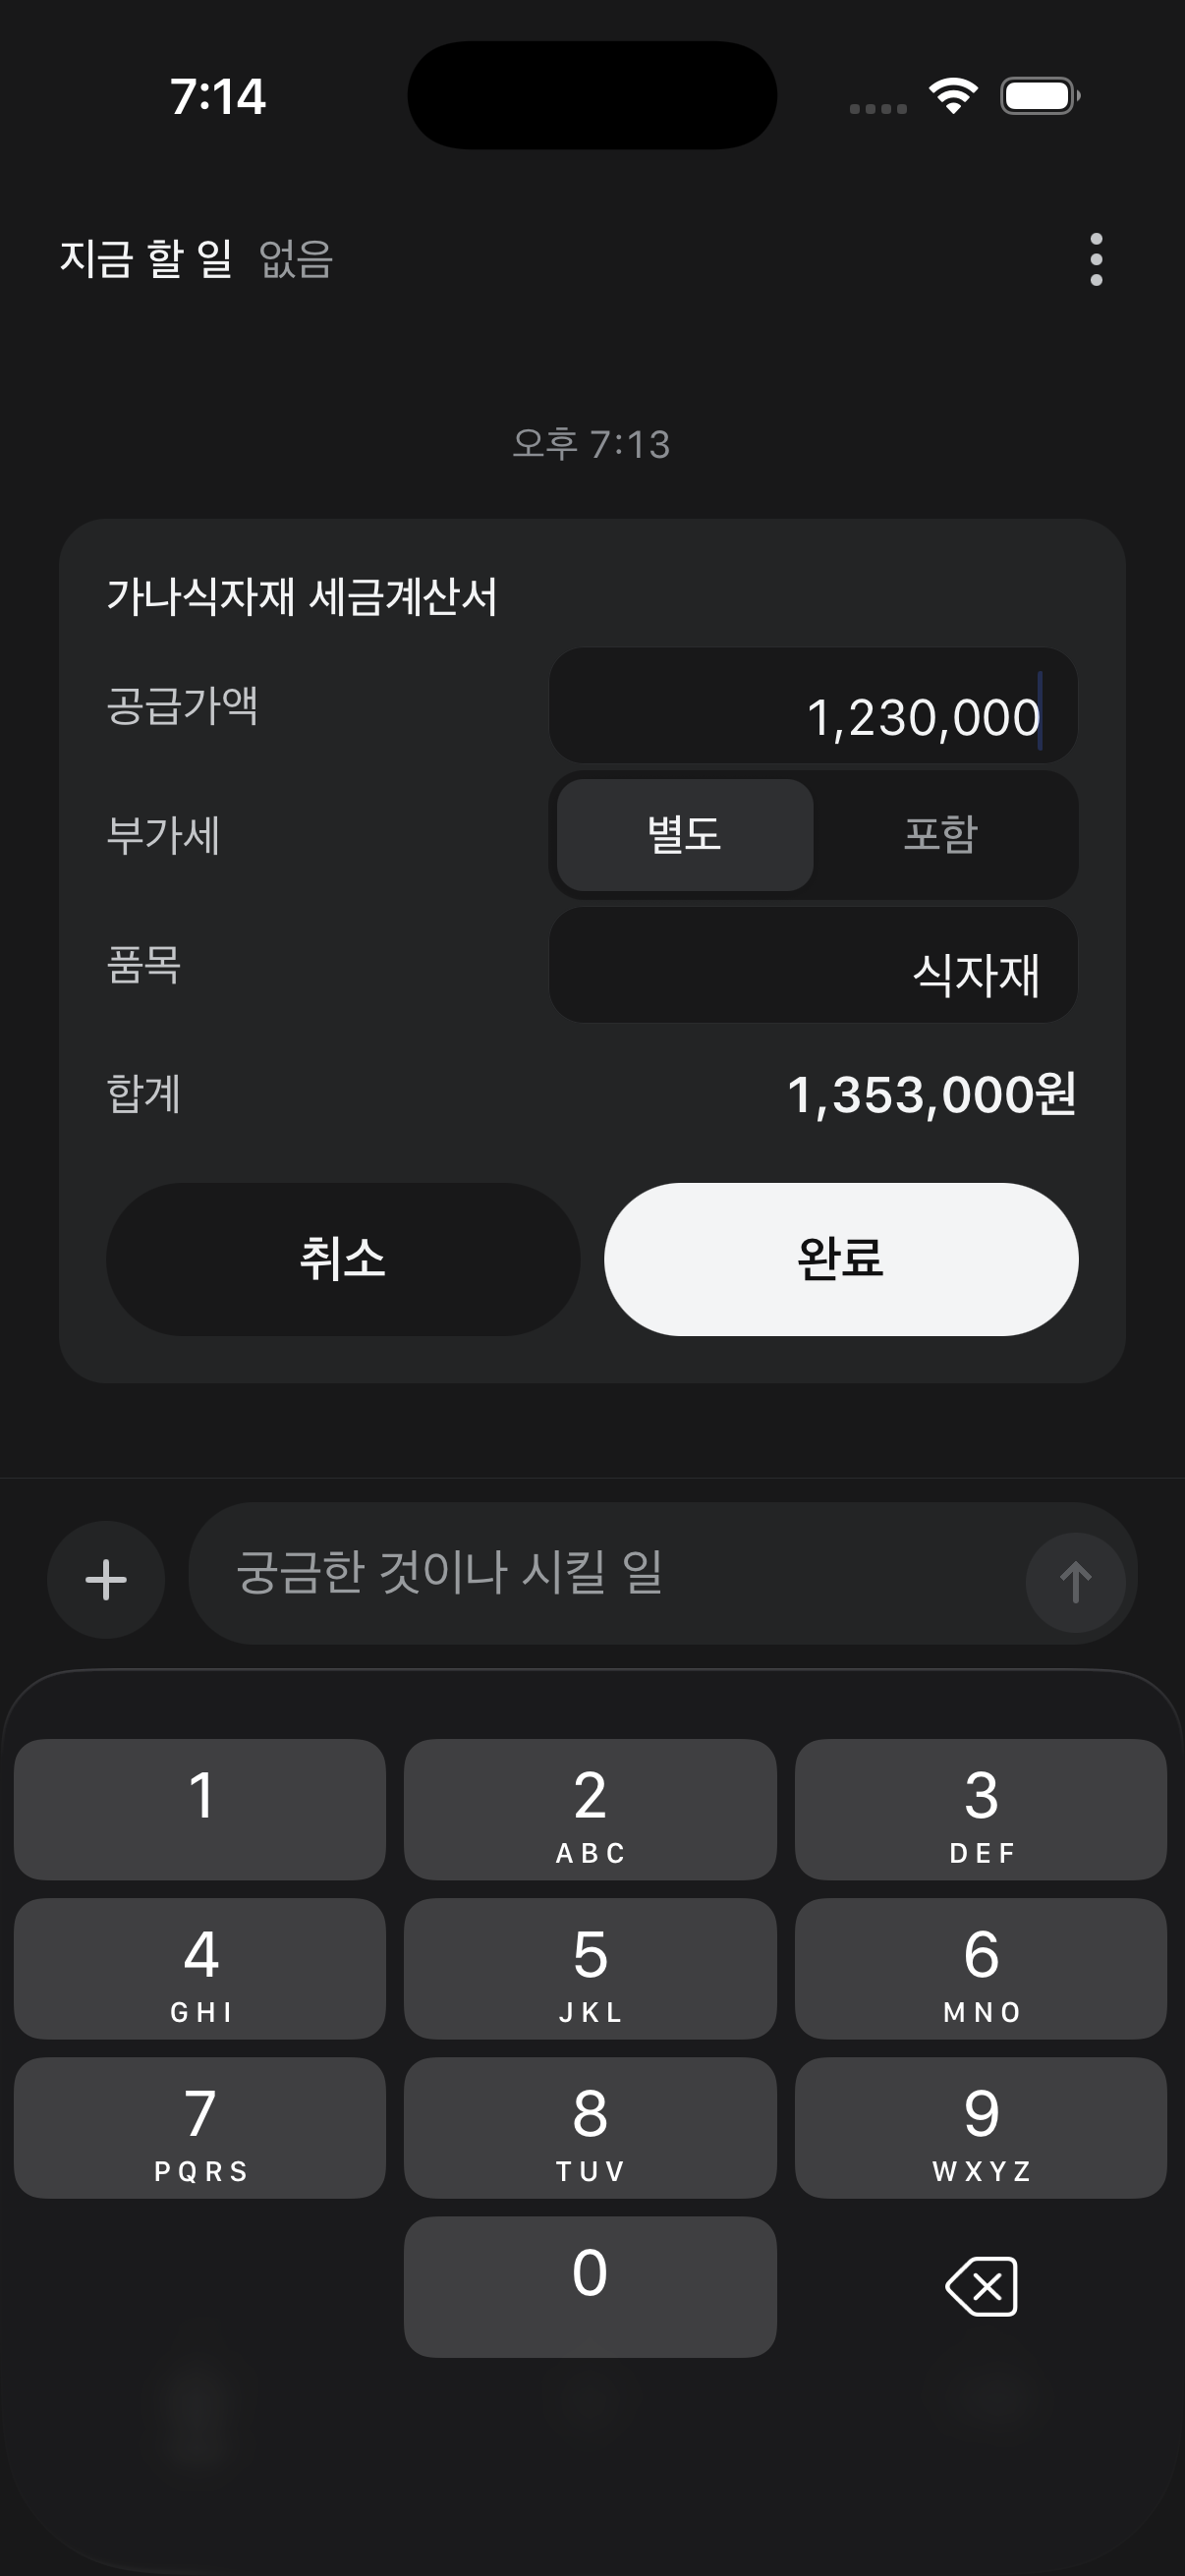 7:14
지금 할 일 없음
오후 7:13
가나식자재 세금계산서
공급가액 1,230,000
부가세 별도 포함
품목 식자재
합계 1,353,000원
취소 완료
궁금한 것이나 시킬 일
1 2 3
ABC DEF
4 5 6
GHI JKL MNO
7 8 9
PQRS TUV WXYZ
0